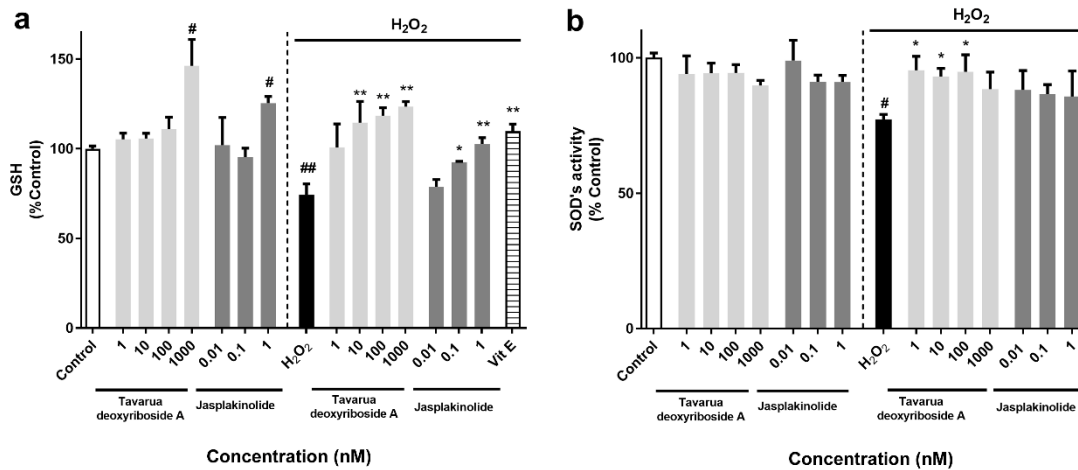 a
H₂O₂
GSH
(%Control)
150
100
50
0
#
#
##
**
**
**
*
**
**
Control
1
10
100
1000
0.01
0.1
1
H₂O₂
1
10
100
1000
0.01
0.1
1
Vit E
Tavarua
deoxyriboside A
Jasplakinolide
Tavarua
deoxyriboside A
Jasplakinolide
Concentration (nM)
b
H₂O₂
SOD's activity
(% Control)
100
50
0
#
*
*
*
Control
1
10
100
1000
0.01
0.1
1
H₂O₂
1
10
100
1000
0.01
0.1
1
Tavarua
deoxyriboside A
Jasplakinolide
Tavarua
deoxyriboside A
Jasplakinolide
Concentration (nM)